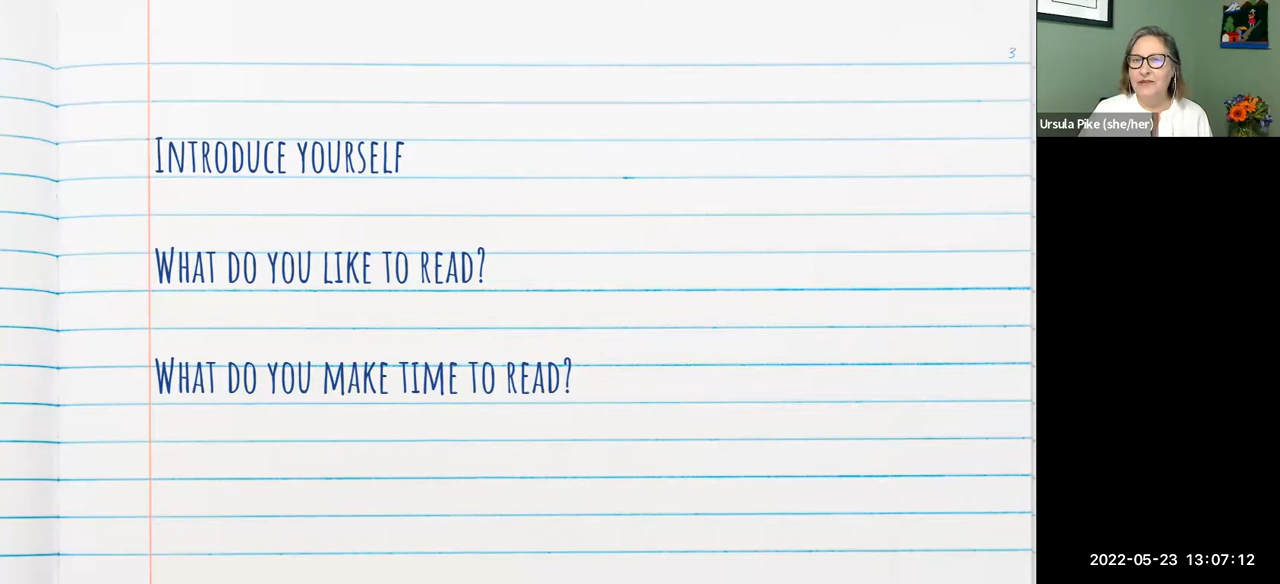 3
Introduce yourself
What do you like to read?
What do you make time to read?
Ursula Pike (she/her)
2022-05-23 13:07:12